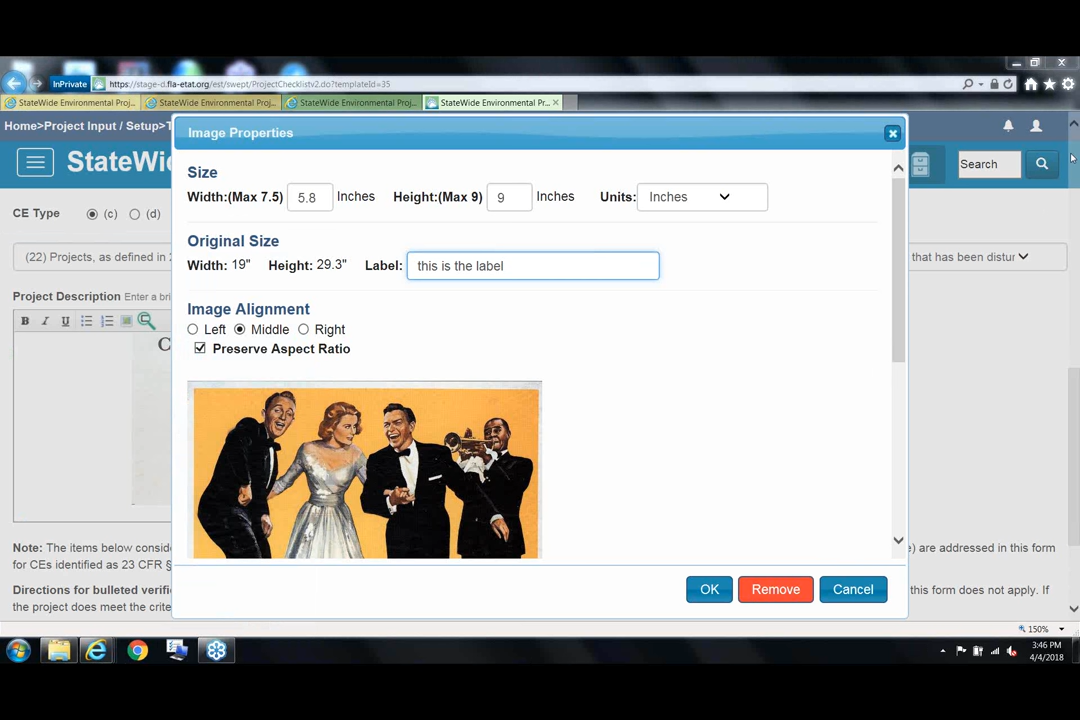 InPrivate https://stage-d.fla-etat.org/est/swept/ProjectChecklistv2.do?templateId=35
StateWide Environmental Proj... StateWide Environmental Proj... StateWide Environmental Proj... StateWide Environmental Pr...
Home>Project Input / Setup>T
Image Properties
StateWi
Search
Size
Width:(Max 7.5) 5.8 Inches Height:(Max 9) 9 Inches Units: Inches
CE Type (c) (d)
Original Size
(22) Projects, as defined in 2 that has been distur
Width: 19" Height: 29.3" Label: this is the label
Project Description Enter a bri
Image Alignment
B I U
Left Middle Right
C
Preserve Aspect Ratio
Note: The items below consid e) are addressed in this form
for CEs identified as 23 CFR §
Directions for bulleted verifi this form does not apply. If
the project does meet the crite
OK Remove Cancel
150%
3:46 PM
4/4/2018